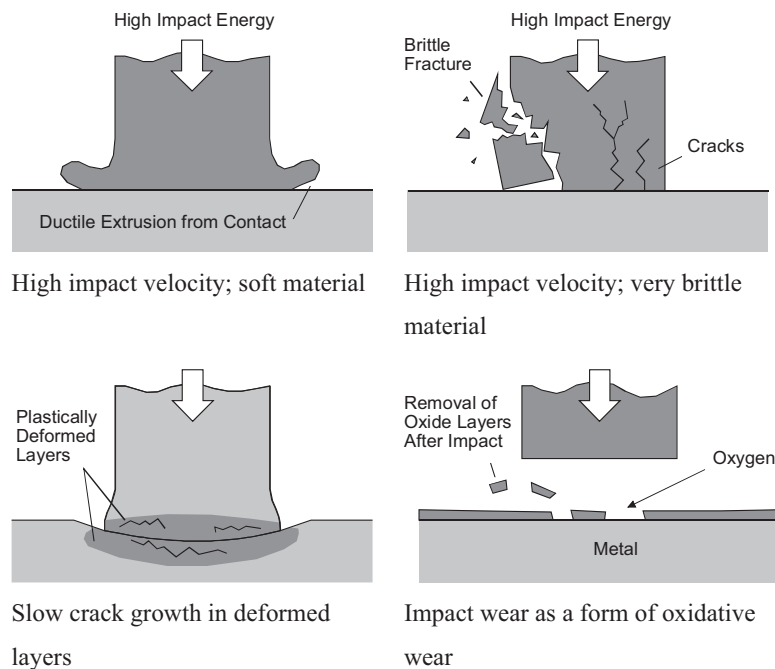 High Impact Energy
Ductile Extrusion from Contact
High impact velocity; soft material
High Impact Energy
Brittle
Fracture
Cracks
High impact velocity; very brittle
material
Plastically
Deformed
Layers
Slow crack growth in deformed
layers
Removal of
Oxide Layers
After Impact
Oxygen
Metal
Impact wear as a form of oxidative
wear